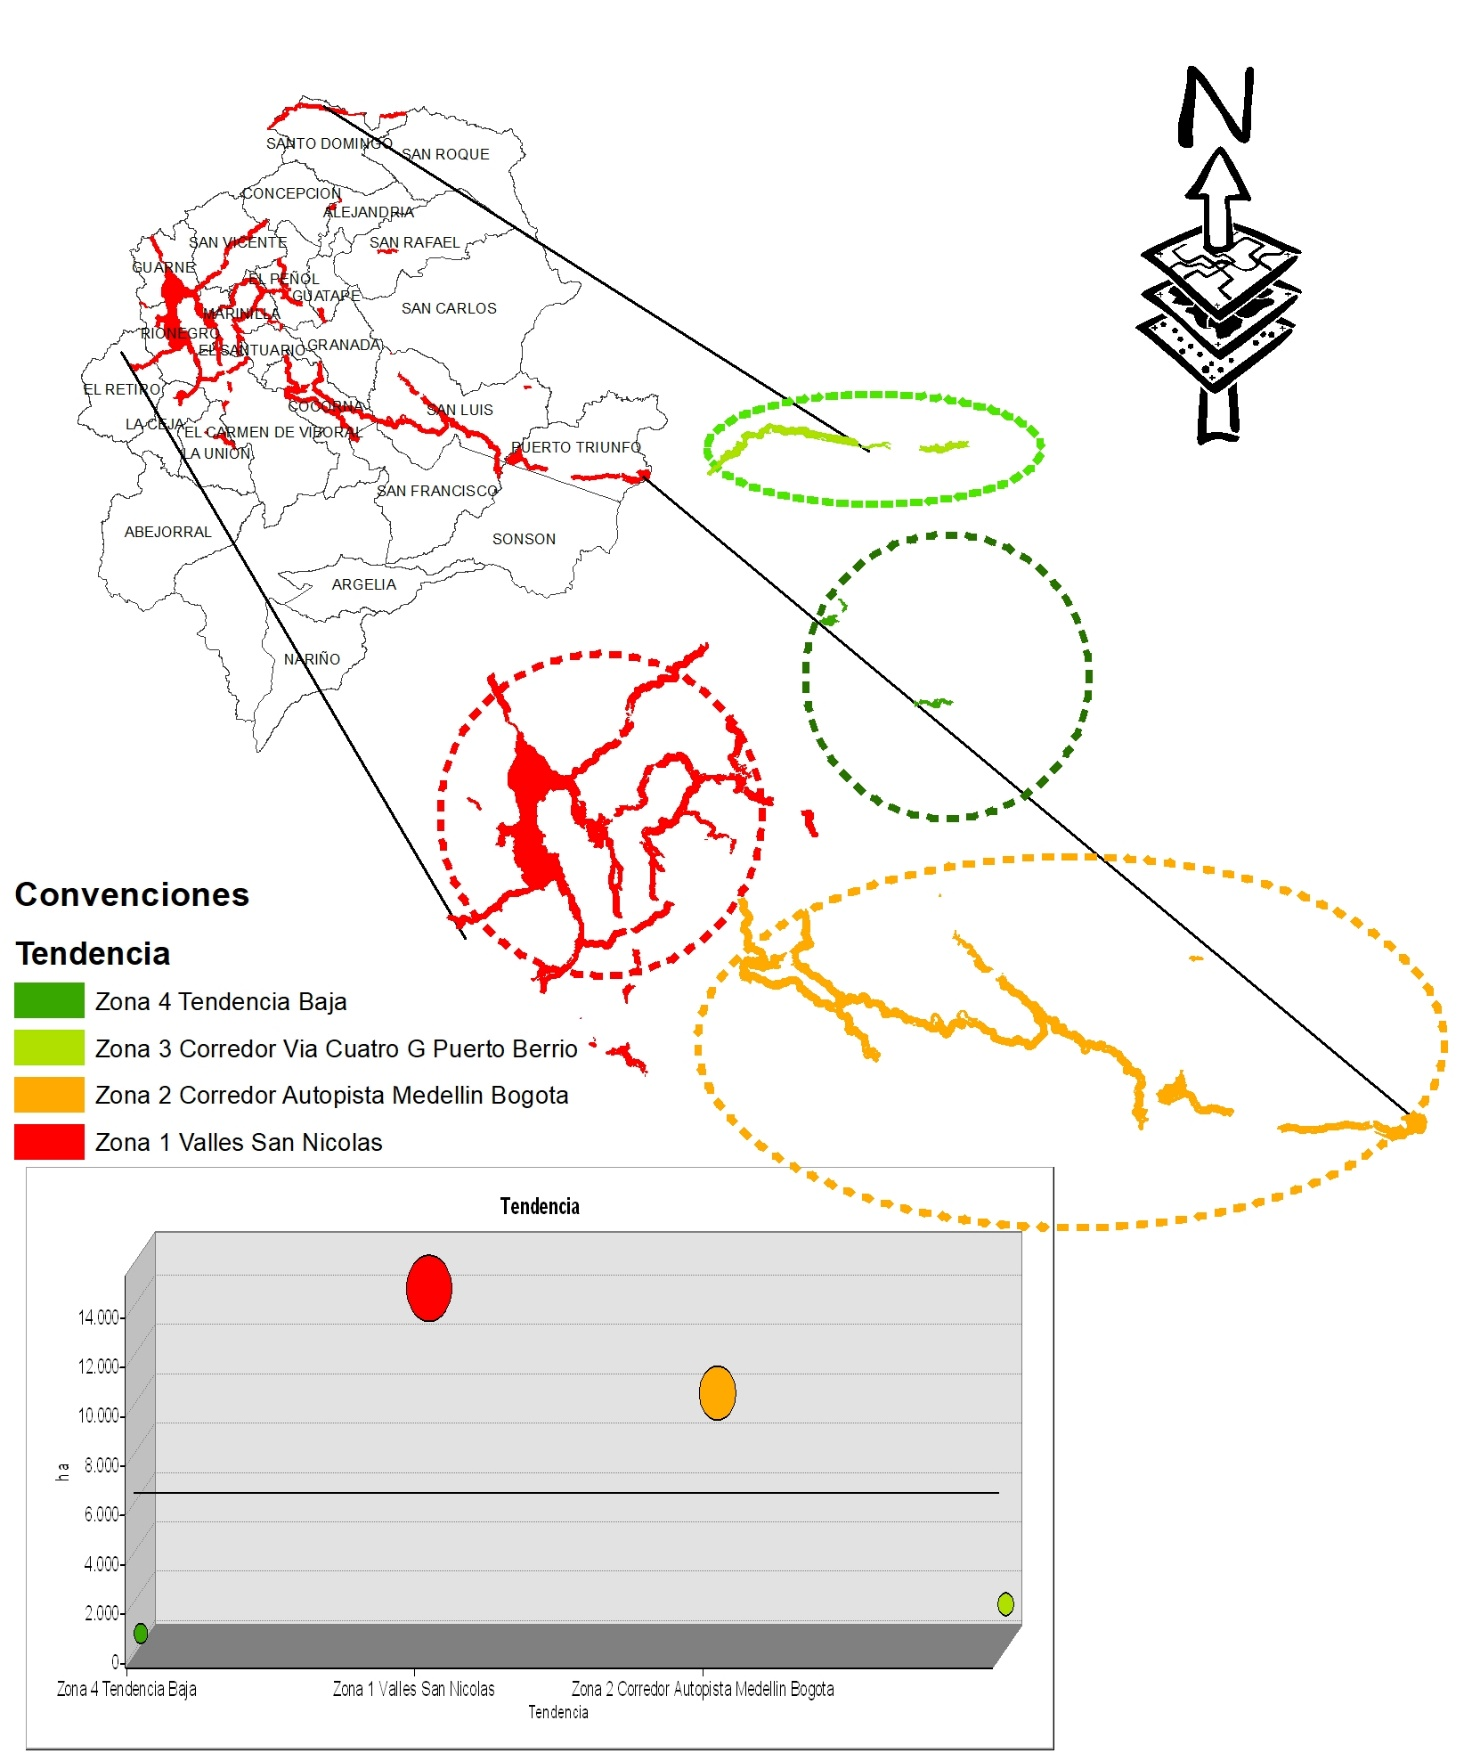 N
SANTO DOMINGO
SAN ROQUE
CONCEPCION
ALEJANDRIA
SAN VICENTE
SAN RAFAEL
GUARNE
EL PEÑOL
GUATAPE
SAN CARLOS
MARINILLA
RIONEGRO
EL SANTUARIO
GRANADA
EL RETIRO
COCORNA
SAN LUIS
LA CEJA
EL CARMEN DE VIBORAL
LA UNION
PUERTO TRIUNFO
SAN FRANCISCO
ABEJORRAL
SONSON
ARGELIA
NARIÑO
Convenciones
Tendencia
Zona 4 Tendencia Baja
Zona 3 Corredor Via Cuatro G Puerto Berrio
Zona 2 Corredor Autopista Medellin Bogota
Zona 1 Valles San Nicolas
Tendencia
14.000
12.000
10.000
8.000
6.000
4.000
2.000
0
ha
Zona 4 Tendencia Baja
Zona 1 Valles San Nicolas
Zona 2 Corredor Autopista Medellin Bogota
Tendencia